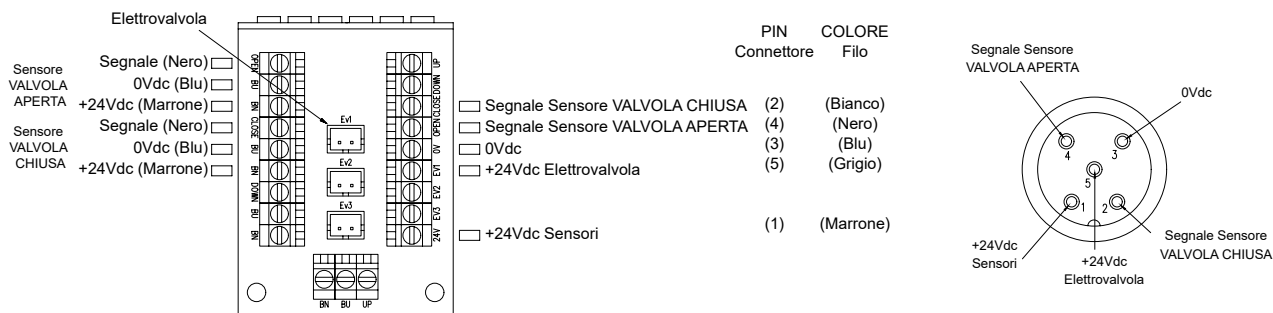 Elettrovalvola
Sensore
VALVOLA
APERTA
Segnale (Nero)
0Vdc (Blu)
+24Vdc (Marrone)
Sensore
VALVOLA
CHIUSA
Segnale (Nero)
0Vdc (Blu)
+24Vdc (Marrone)
OPEN
BU
BN
CLOSE
BU
BN
DOWN
BU
BN
Ev1
Ev2
Ev3
UP
DOWN
CLOSE
OPEN
0V
EV1
EV2
EV3
24V
BN BU UP
PIN COLORE
Connettore Filo
Segnale Sensore VALVOLA CHIUSA (2) (Bianco)
Segnale Sensore VALVOLA APERTA (4) (Nero)
0Vdc (3) (Blu)
+24Vdc Elettrovalvola (5) (Grigio)
+24Vdc Sensori (1) (Marrone)
Segnale Sensore
VALVOLA APERTA
0Vdc
4 3
5
1 2
+24Vdc
Sensori
+24Vdc
Elettrovalvola
Segnale Sensore
VALVOLA CHIUSA